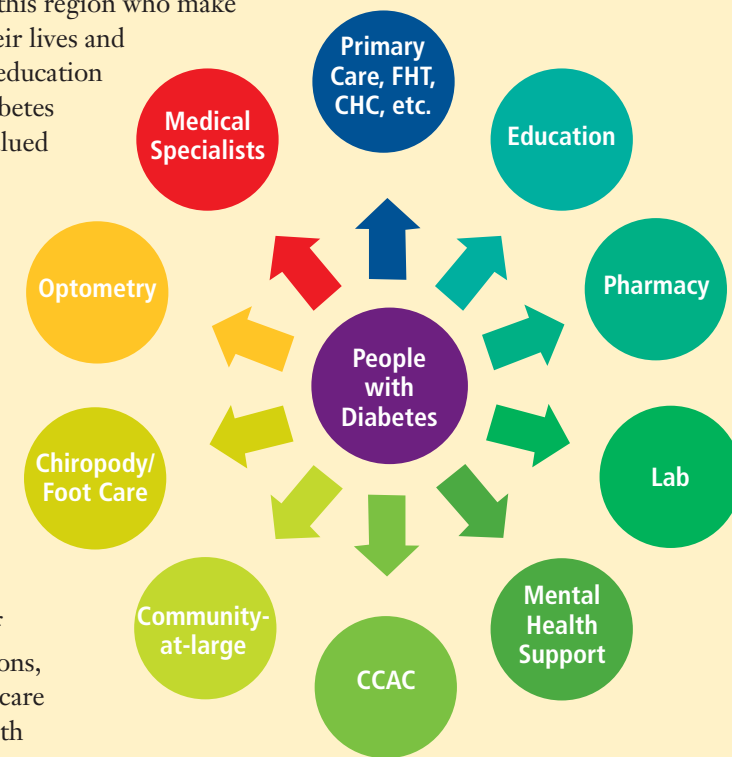 this region who make
eir lives and
education
betes
lued
Primary
Care, FHT,
CHC, etc.
Medical
Specialists
Education
Optometry
Pharmacy
People
with
Diabetes
Chiropody/
Foot Care
Lab
Community-
at-large
Mental
Health
Support
CCAC
ons,
care
th